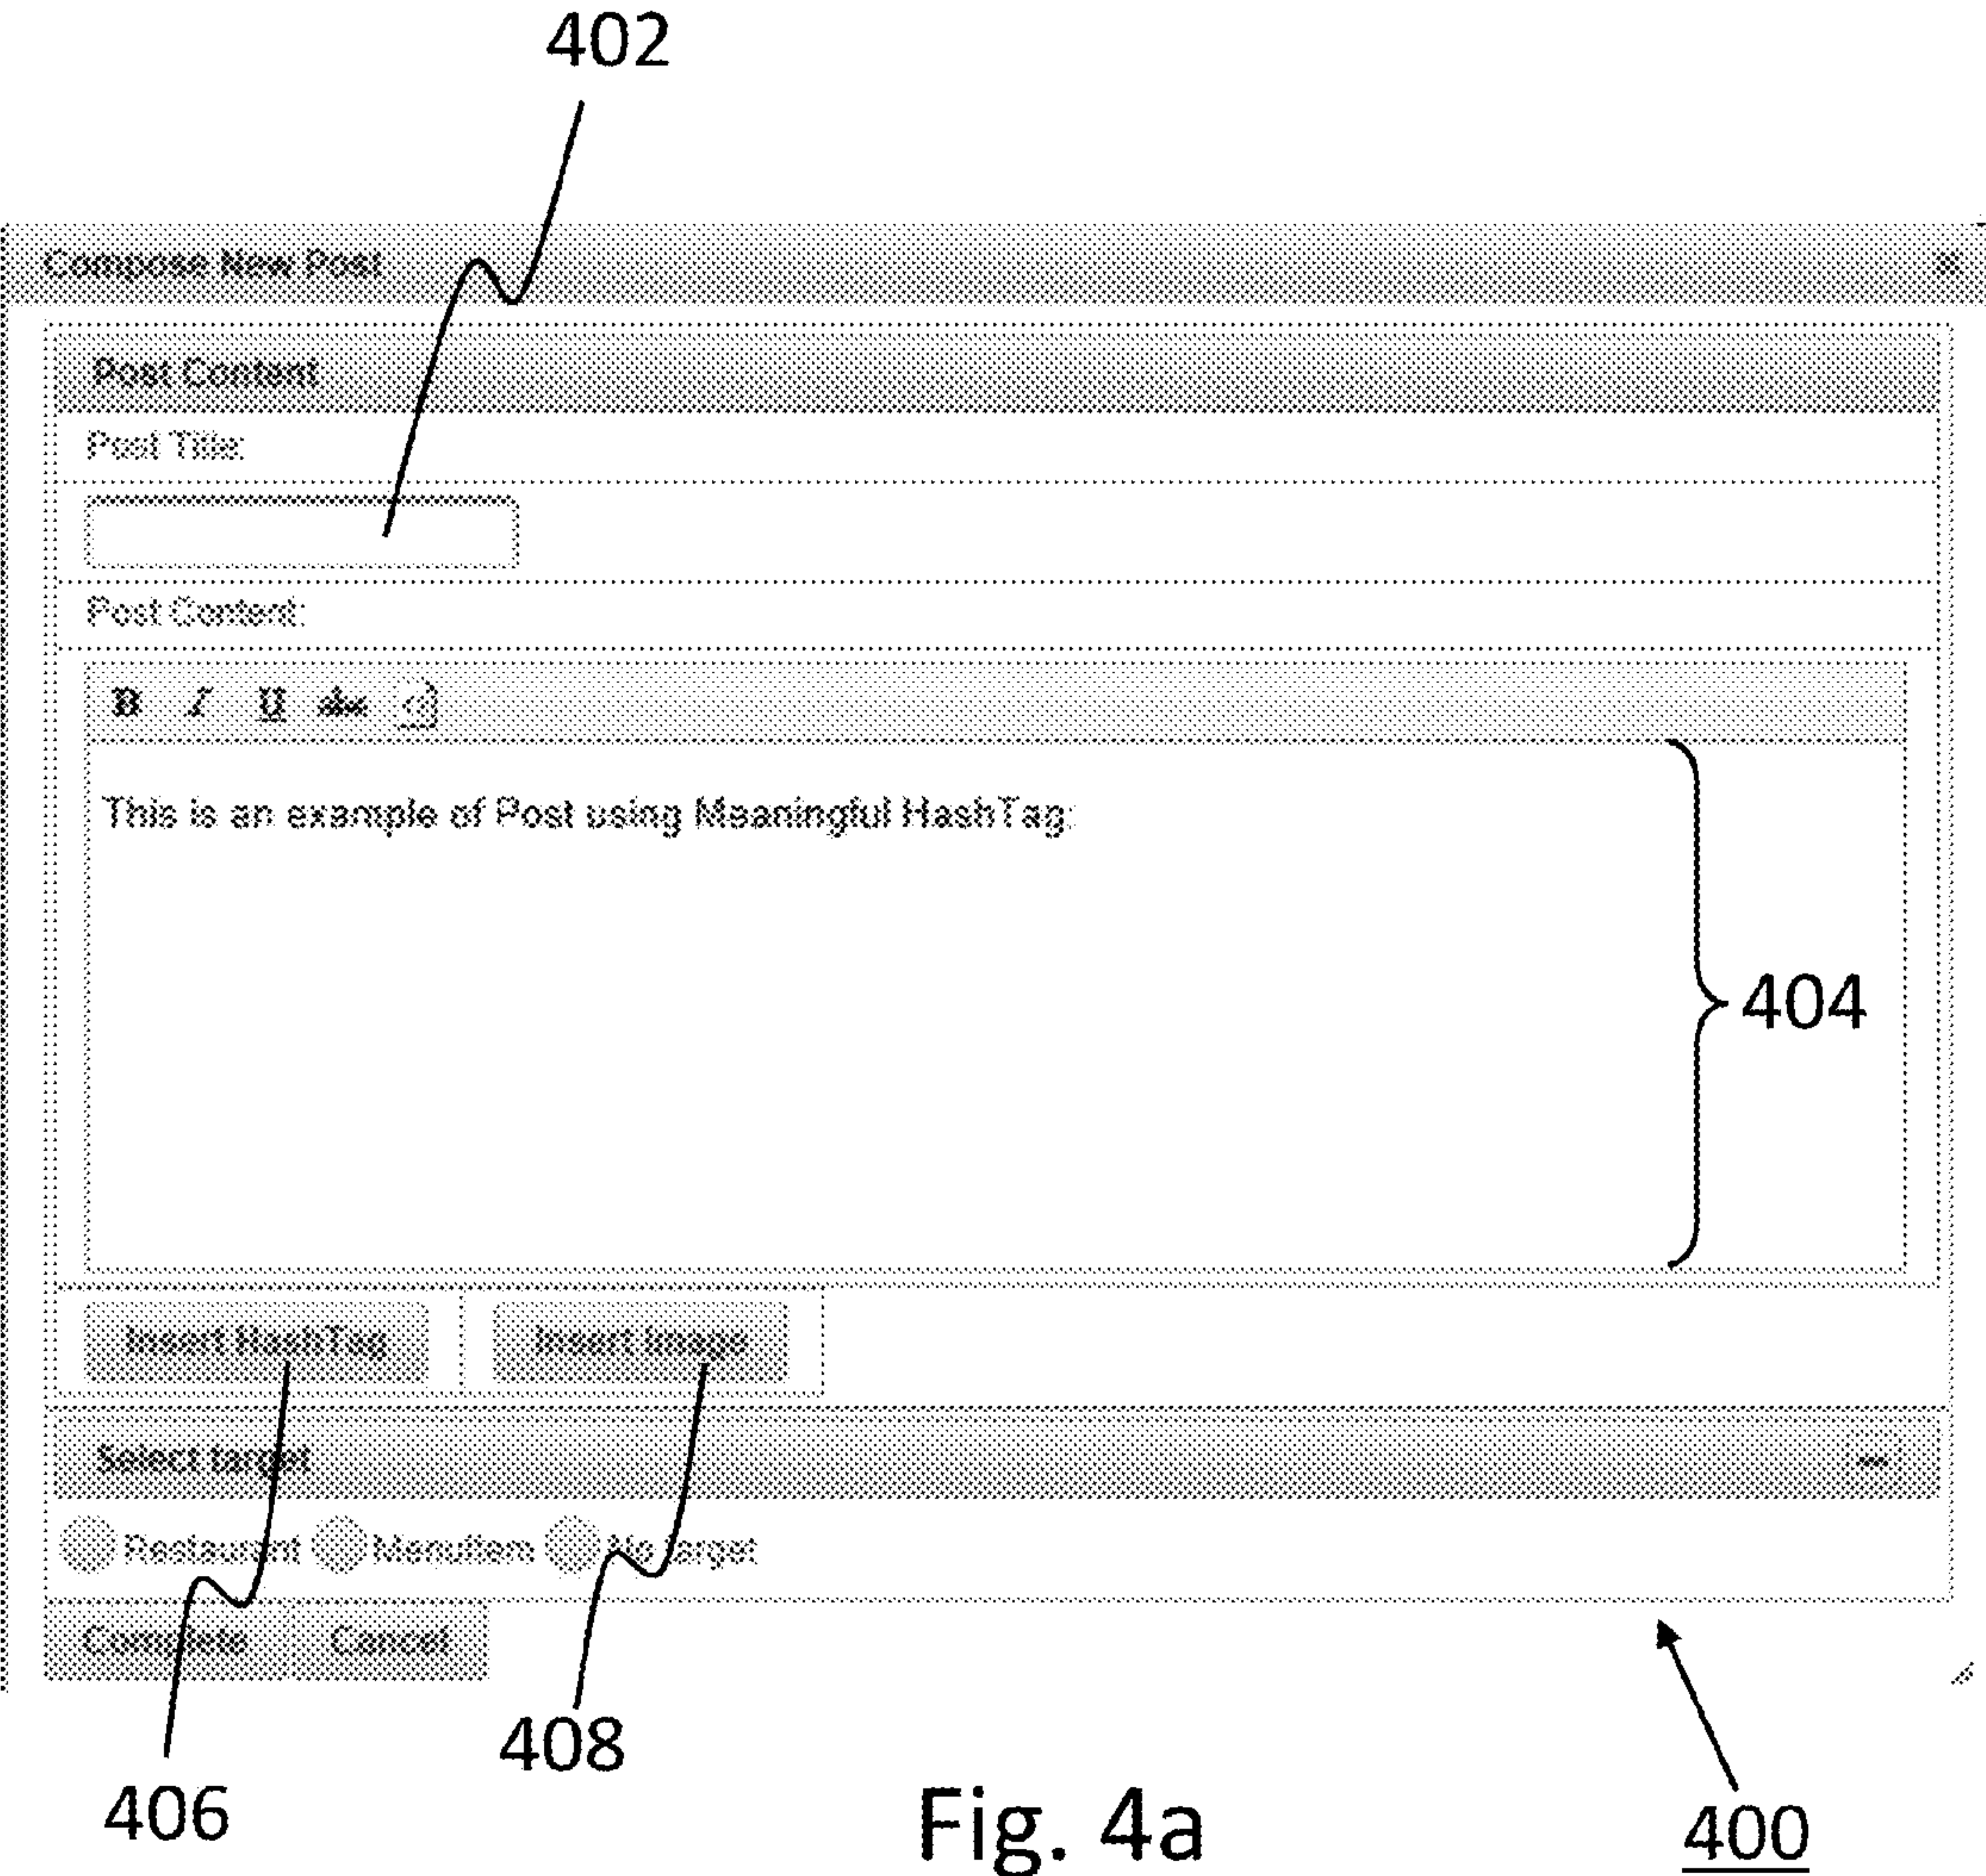 402
Compose New Post
Post Content
Post Title:
Post Content:
B I U abc
This is an example of Post using Meaningful HashTag:
404
Insert HashTag Insert Image
Select target
Restaurant MenuItem No target
Complete Cancel
408
406
Fig. 4a
400